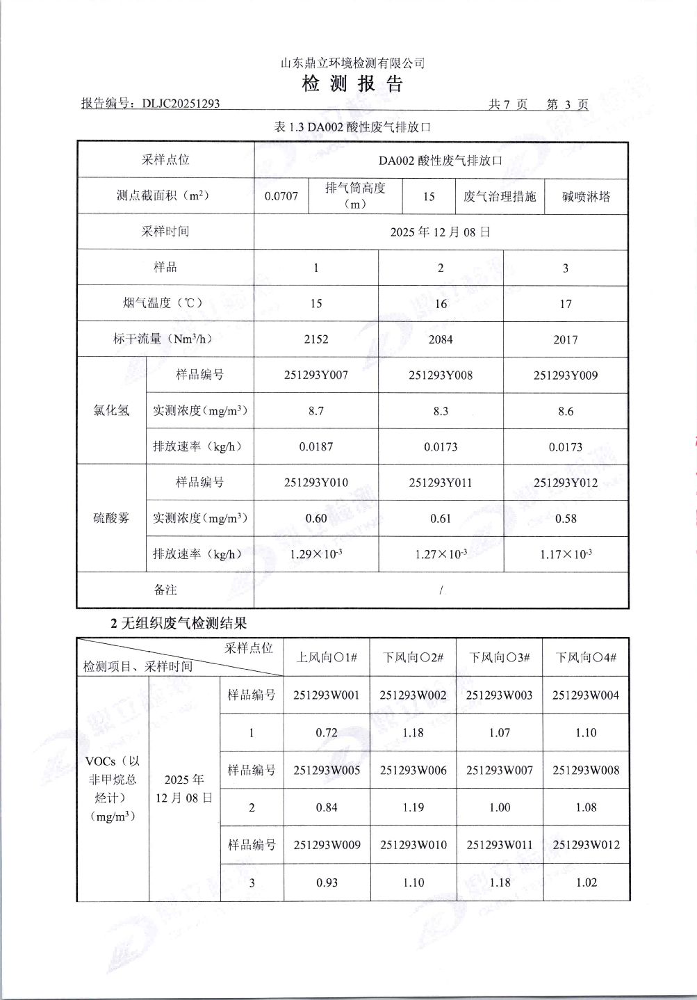 山东鼎立环境检测有限公司
检 测 报 告
报告编号：DLJC20251293 共 7 页 第 3 页
表 1.3 DA002 酸性废气排放口
采样点位 DA002 酸性废气排放口
测点截面积（m²） 0.0707 排气筒高度（m） 15 废气治理措施 碱喷淋塔
采样时间 2025 年 12 月 08 日
样品 1 2 3
烟气温度（℃） 15 16 17
标干流量（Nm³/h） 2152 2084 2017
氯化氢 样品编号 251293Y007 251293Y008 251293Y009
实测浓度（mg/m³） 8.7 8.3 8.6
排放速率（kg/h） 0.0187 0.0173 0.0173
硫酸雾 样品编号 251293Y010 251293Y011 251293Y012
实测浓度（mg/m³） 0.60 0.61 0.58
排放速率（kg/h） 1.29×10⁻³ 1.27×10⁻³ 1.17×10⁻³
备注 /
2 无组织废气检测结果
采样点位
检测项目、采样时间
上风向○1# 下风向○2# 下风向○3# 下风向○4#
VOCs（以
非甲烷总
烃计）
（mg/m³）
2025 年
12 月 08 日
样品编号 251293W001 251293W002 251293W003 251293W004
1 0.72 1.18 1.07 1.10
样品编号 251293W005 251293W006 251293W007 251293W008
2 0.84 1.19 1.00 1.08
样品编号 251293W009 251293W010 251293W011 251293W012
3 0.93 1.10 1.18 1.02